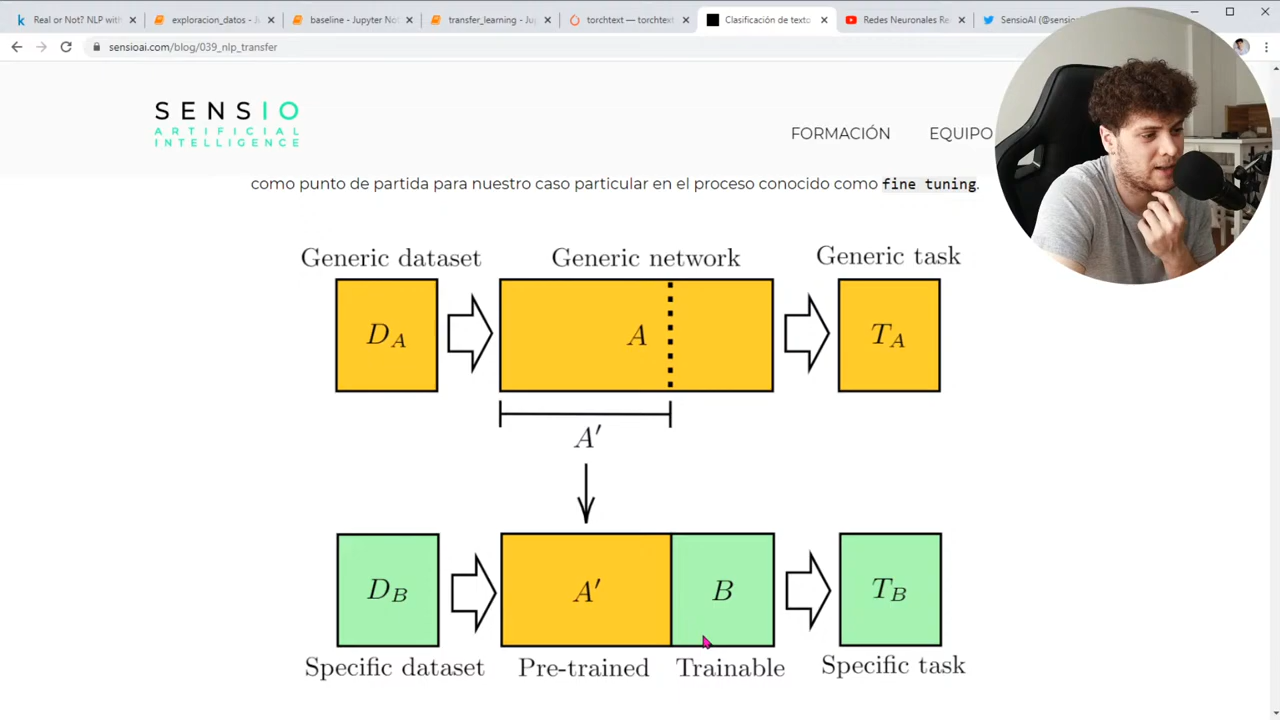 Real or Not? NLP with
exploracion_datos - J
baseline - Jupyter No
transfer_learning - Ju
torchtext — torchtext
Clasificación de texto
Redes Neuronales Re
SensioAI (@sensio
sensioai.com/blog/039_nlp_transfer
SENSIO
ARTIFICIAL
INTELLIGENCE
FORMACIÓN
EQUIPO
como punto de partida para nuestro caso particular en el proceso conocido como fine tuning.
Generic dataset
Generic network
Generic task
D_A
A
T_A
A′
D_B
A′
B
T_B
Specific dataset
Pre-trained
Trainable
Specific task